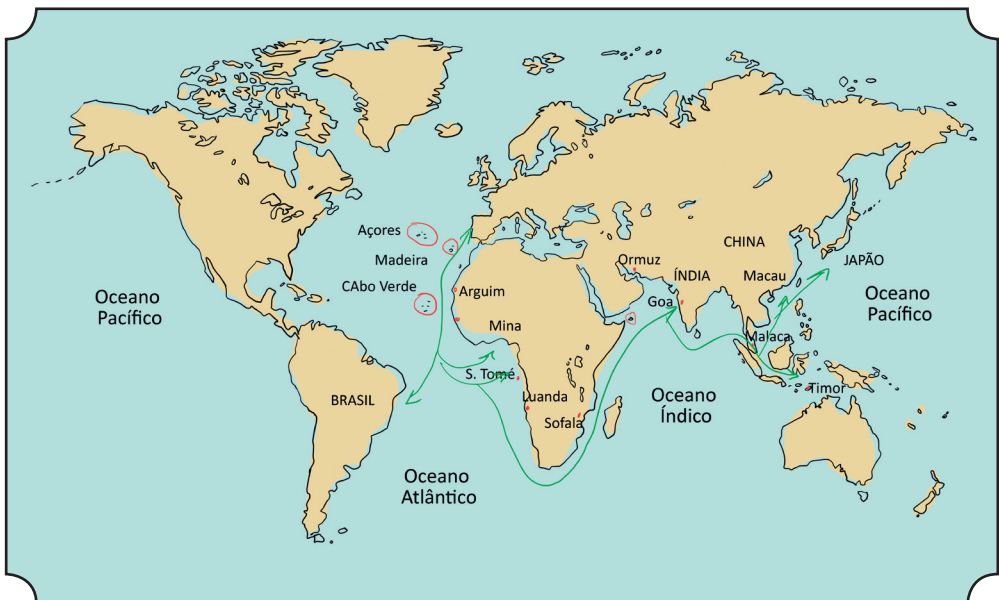 Açores
Madeira
CAbo Verde
Oceano
Pacífico
Arguim
Mina
S. Tomé
BRASIL
Luanda
Sofala
Oceano
Atlântico
Ormuz
ÍNDIA
Goa
CHINA
Macau
JAPÃO
Malaca
Timor
Oceano
Índico
Oceano
Pacífico